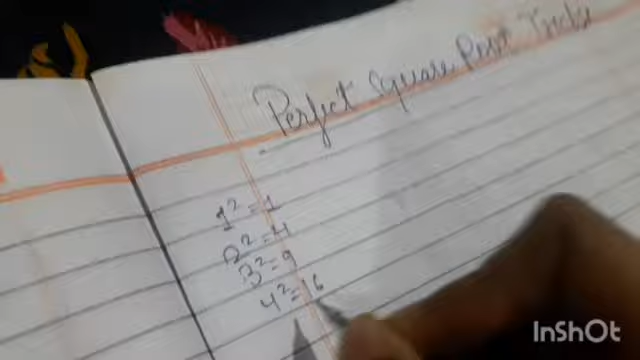 Perfect Square Root Tricks
1² = 1
2² = 4
3² = 9
4² = 16
InShOt